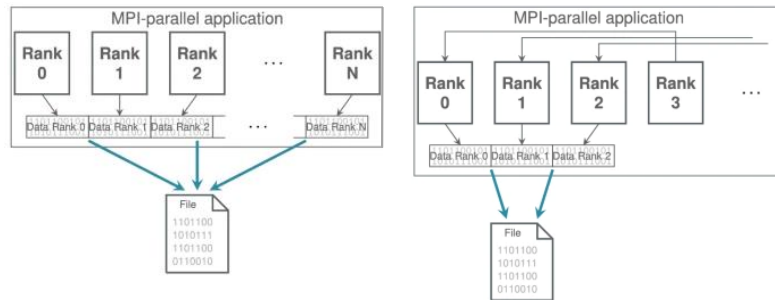 MPI-parallel application
Rank 0
Rank 1
Rank 2
...
Rank N
Data Rank 0
Data Rank 1
Data Rank 2
...
Data Rank N
File
1101100
1010111
1101100
0110010
MPI-parallel application
Rank 0
Rank 1
Rank 2
Rank 3
...
Data Rank 0
Data Rank 1
Data Rank 2
File
1101100
1010111
1101100
0110010